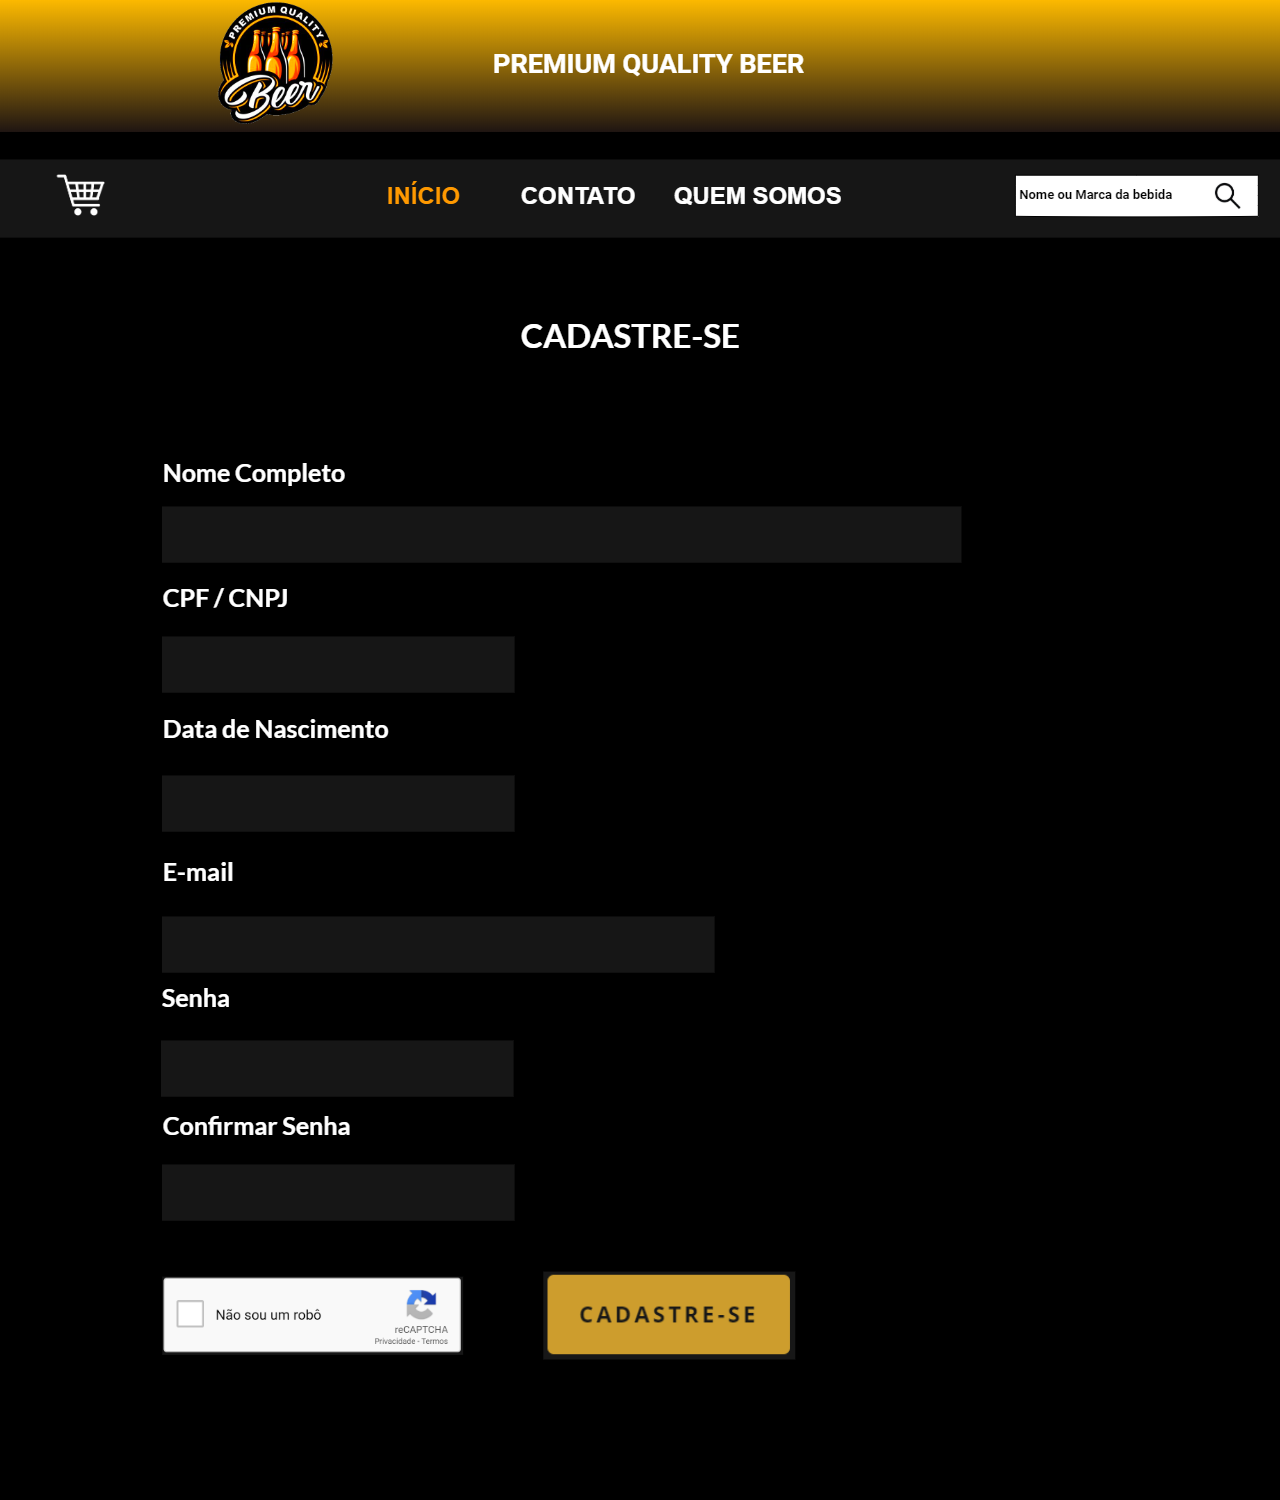 PREMIUM QUALITY
Beer
PREMIUM QUALITY BEER
INÍCIO
CONTATO
QUEM SOMOS
Nome ou Marca da bebida
CADASTRE-SE
Nome Completo
CPF / CNPJ
Data de Nascimento
E-mail
Senha
Confirmar Senha
Não sou um robô
reCAPTCHA
Privacidade - Termos
CADASTRE-SE